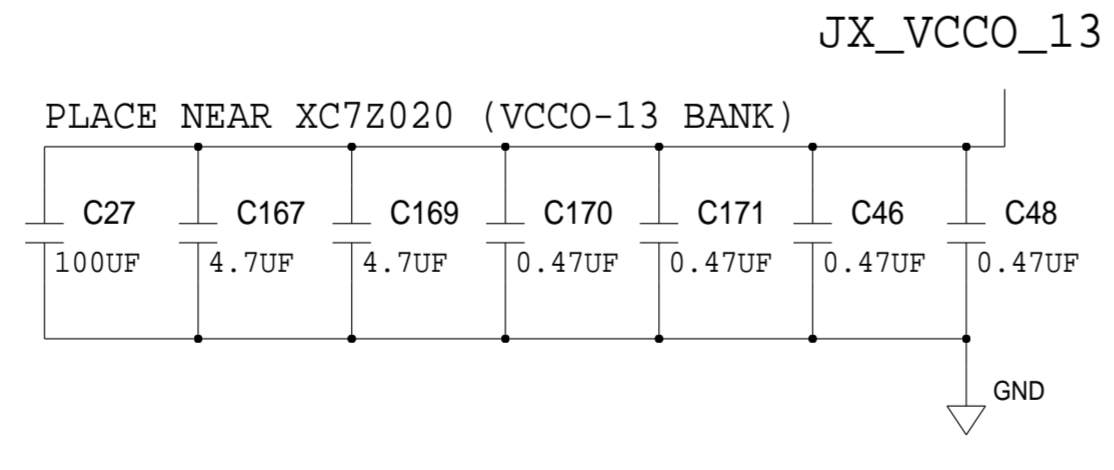 JX_VCCO_13
PLACE NEAR XC7Z020 (VCCO-13 BANK)
C27 C167 C169 C170 C171 C46 C48
100UF 4.7UF 4.7UF 0.47UF 0.47UF 0.47UF 0.47UF
GND